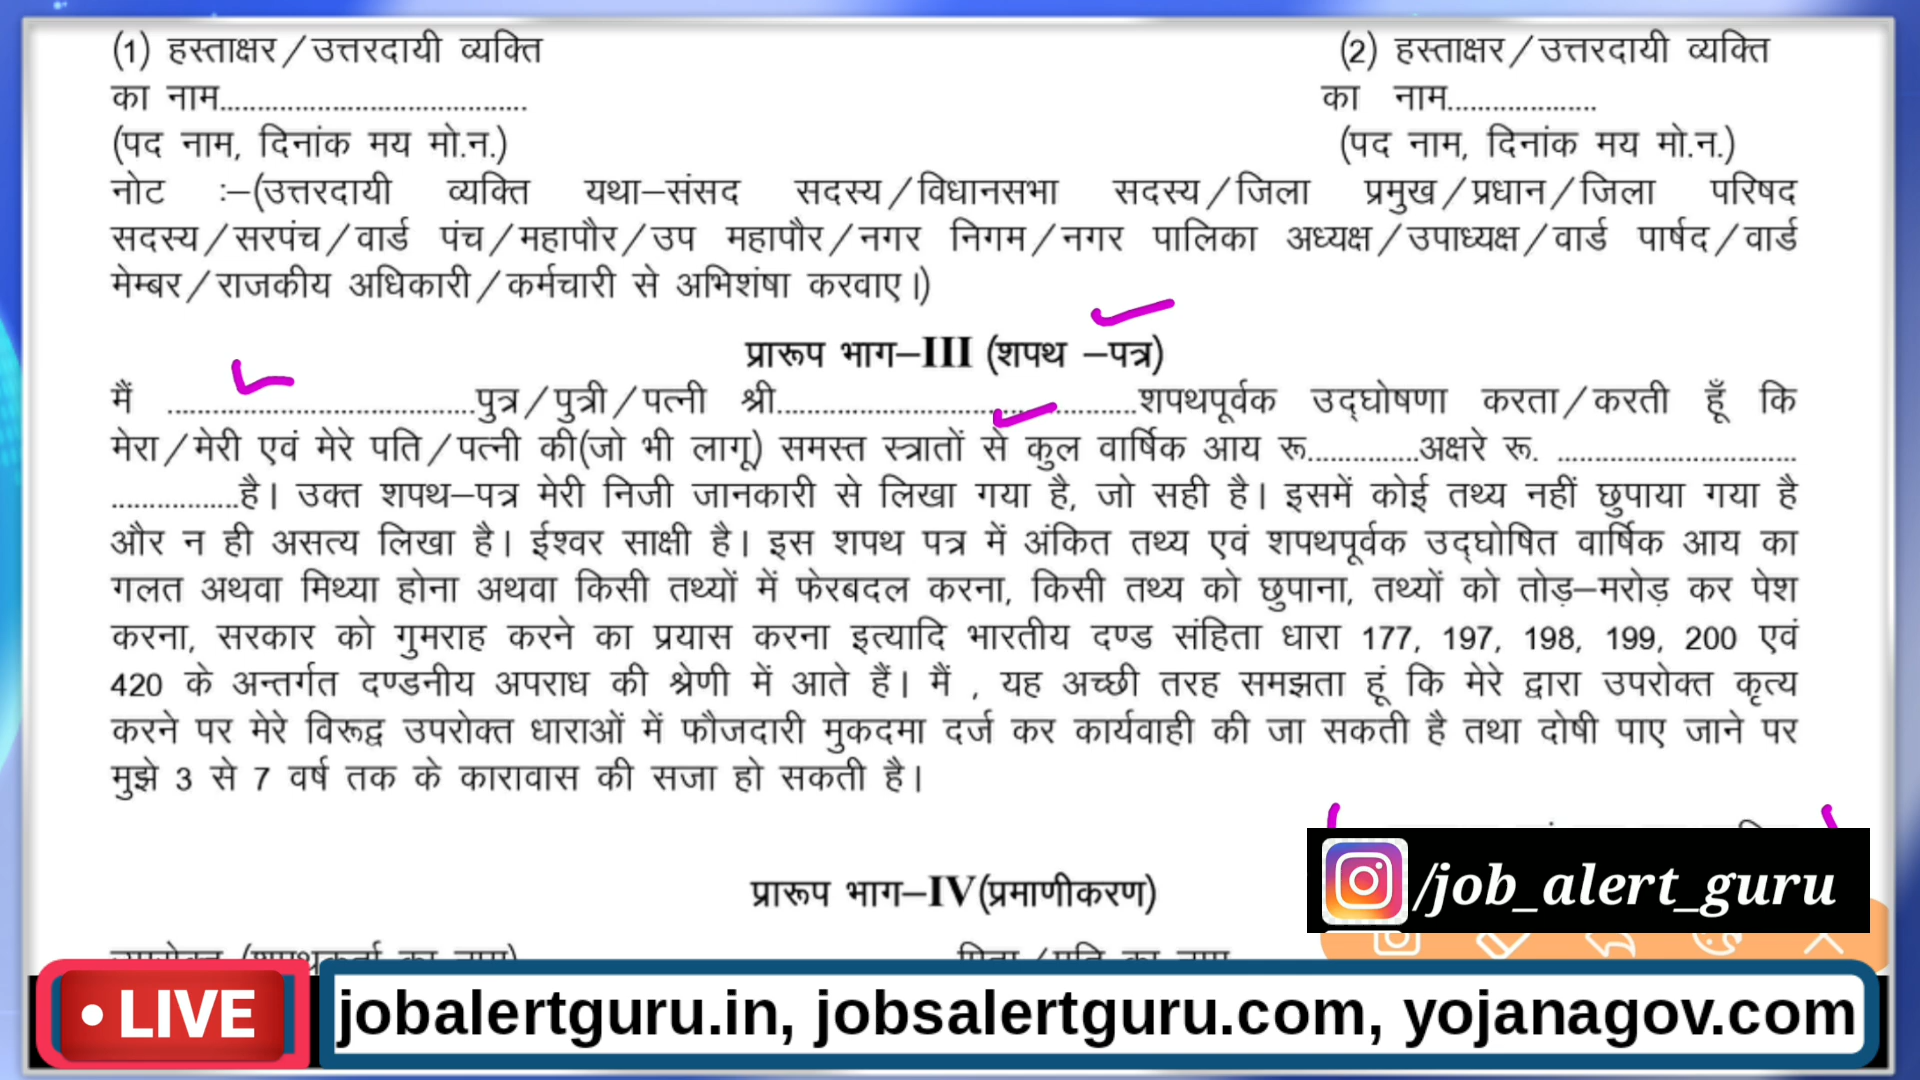 (1) हस्ताक्षर/उत्तरदायी व्यक्ति (2) हस्ताक्षर/उत्तरदायी व्यक्ति
का नाम......................................... का नाम....................
(पद नाम, दिनांक मय मो.न.) (पद नाम, दिनांक मय मो.न.)
नोट :–(उत्तरदायी व्यक्ति यथा–संसद सदस्य/विधानसभा सदस्य/जिला प्रमुख/प्रधान/जिला परिषद
सदस्य/सरपंच/वार्ड पंच/महापौर/उप महापौर/नगर निगम/नगर पालिका अध्यक्ष/उपाध्यक्ष/वार्ड पार्षद/वार्ड
मेम्बर/राजकीय अधिकारी/कर्मचारी से अभिशंषा करवाए।)
प्रारूप भाग–III (शपथ –पत्र)
मैं .........................................पुत्र/पुत्री/पत्नी श्री................................................शपथपूर्वक उद्घोषणा करता/करती हूँ कि
मेरा/मेरी एवं मेरे पति/पत्नी की(जो भी लागू) समस्त स्त्रातों से कुल वार्षिक आय रू...............अक्षरे रू. ................................
.................है। उक्त शपथ–पत्र मेरी निजी जानकारी से लिखा गया है, जो सही है। इसमें कोई तथ्य नहीं छुपाया गया है
और न ही असत्य लिखा है। ईश्वर साक्षी है। इस शपथ पत्र में अंकित तथ्य एवं शपथपूर्वक उद्घोषित वार्षिक आय का
गलत अथवा मिथ्या होना अथवा किसी तथ्यों में फेरबदल करना, किसी तथ्य को छुपाना, तथ्यों को तोड़–मरोड़ कर पेश
करना, सरकार को गुमराह करने का प्रयास करना इत्यादि भारतीय दण्ड संहिता धारा 177, 197, 198, 199, 200 एवं
420 के अन्तर्गत दण्डनीय अपराध की श्रेणी में आते हैं। मैं , यह अच्छी तरह समझता हूं कि मेरे द्वारा उपरोक्त कृत्य
करने पर मेरे विरूद्व उपरोक्त धाराओं में फौजदारी मुकदमा दर्ज कर कार्यवाही की जा सकती है तथा दोषी पाए जाने पर
मुझे 3 से 7 वर्ष तक के कारावास की सजा हो सकती है।
/job_alert_guru
प्रारूप भाग–IV(प्रमाणीकरण)
• LIVE jobalertguru.in, jobsalertguru.com, yojanagov.com